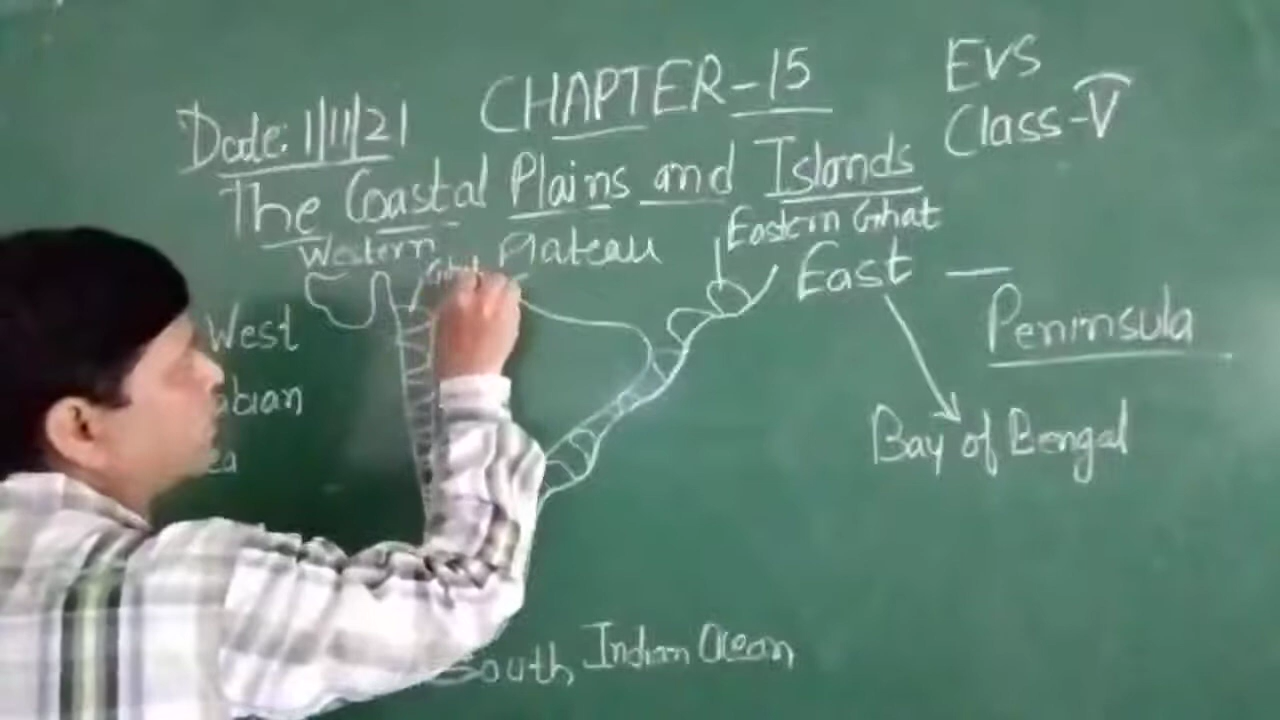 CHAPTER-15
EVS
Date: 1/11/21
Class-V
The Coastal Plains and Islands
Western Ghat
Plateau
Eastern Ghat
East —
West
Peninsula
Bay of Bengal
South Indian Ocean